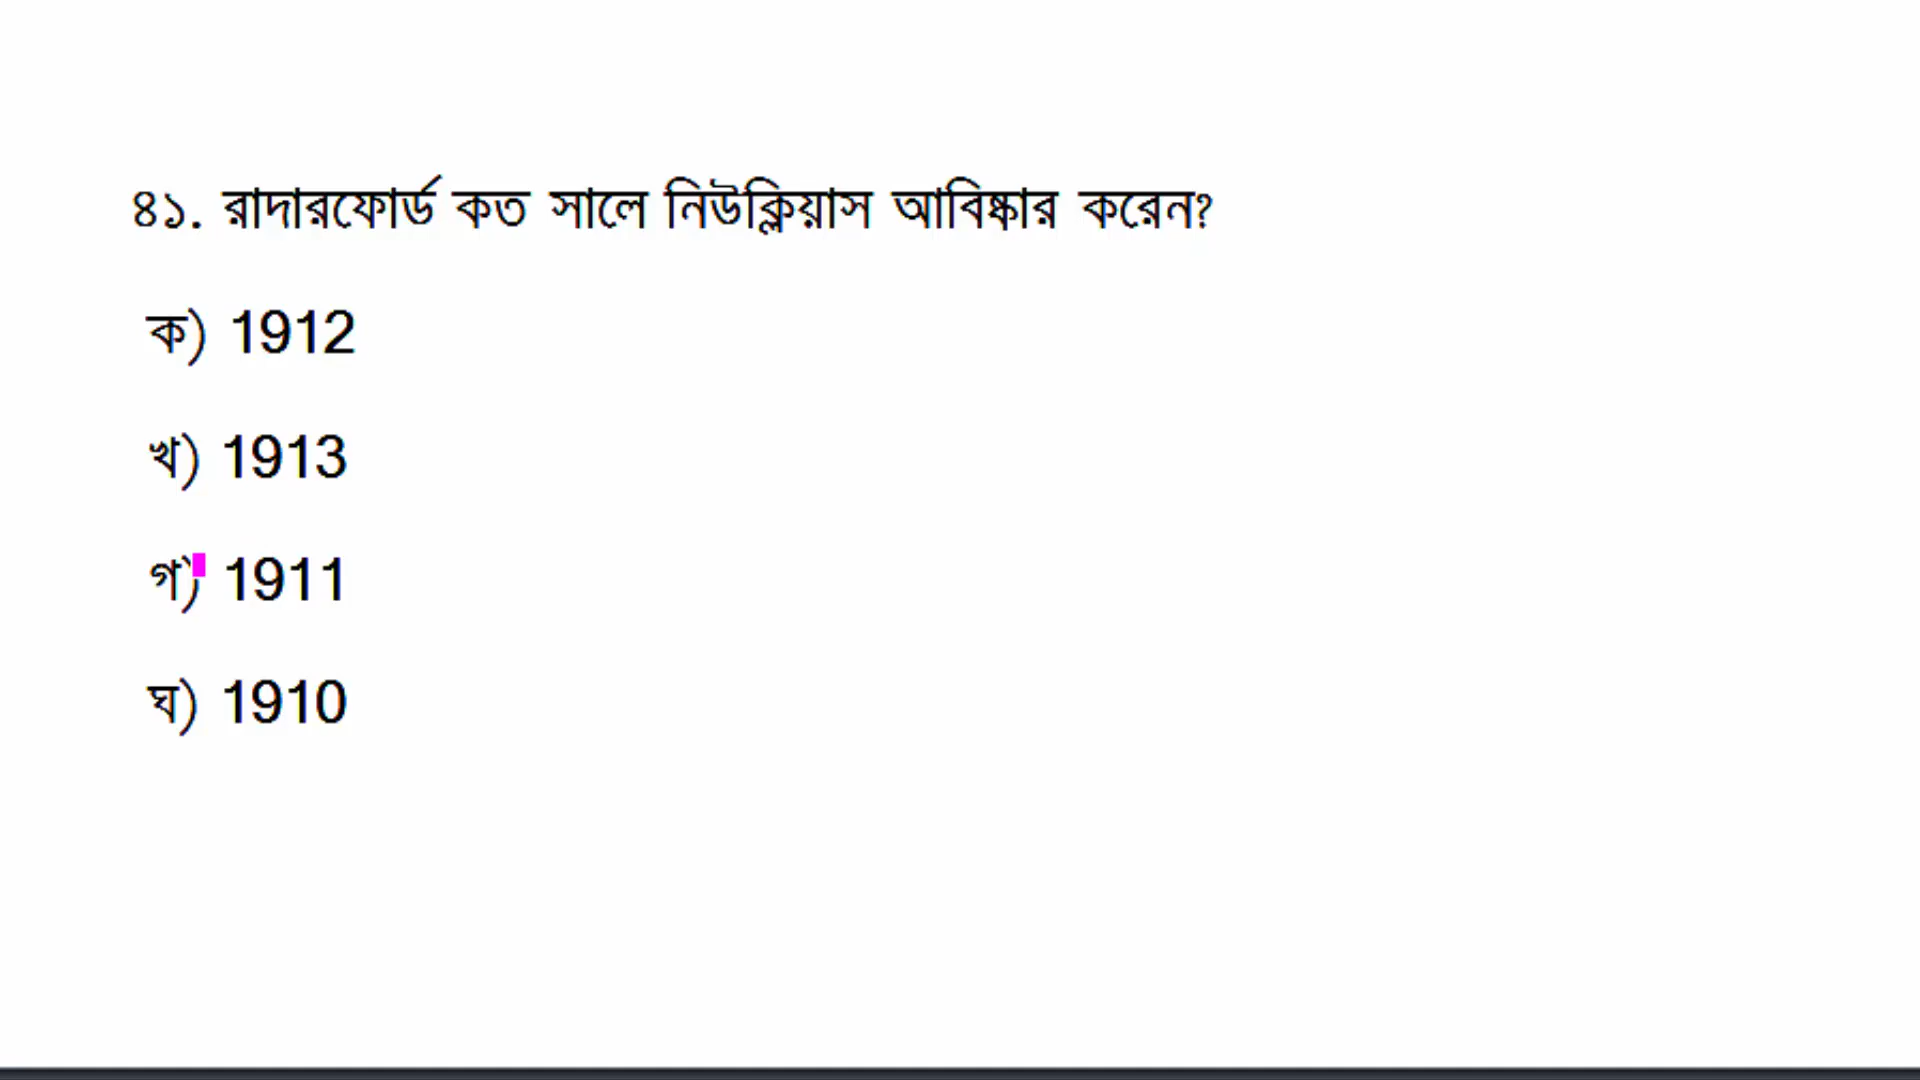 ৪১. রাদারফোর্ড কত সালে নিউক্লিয়াস আবিষ্কার করেন?
ক) 1912
খ) 1913
গ) 1911
ঘ) 1910